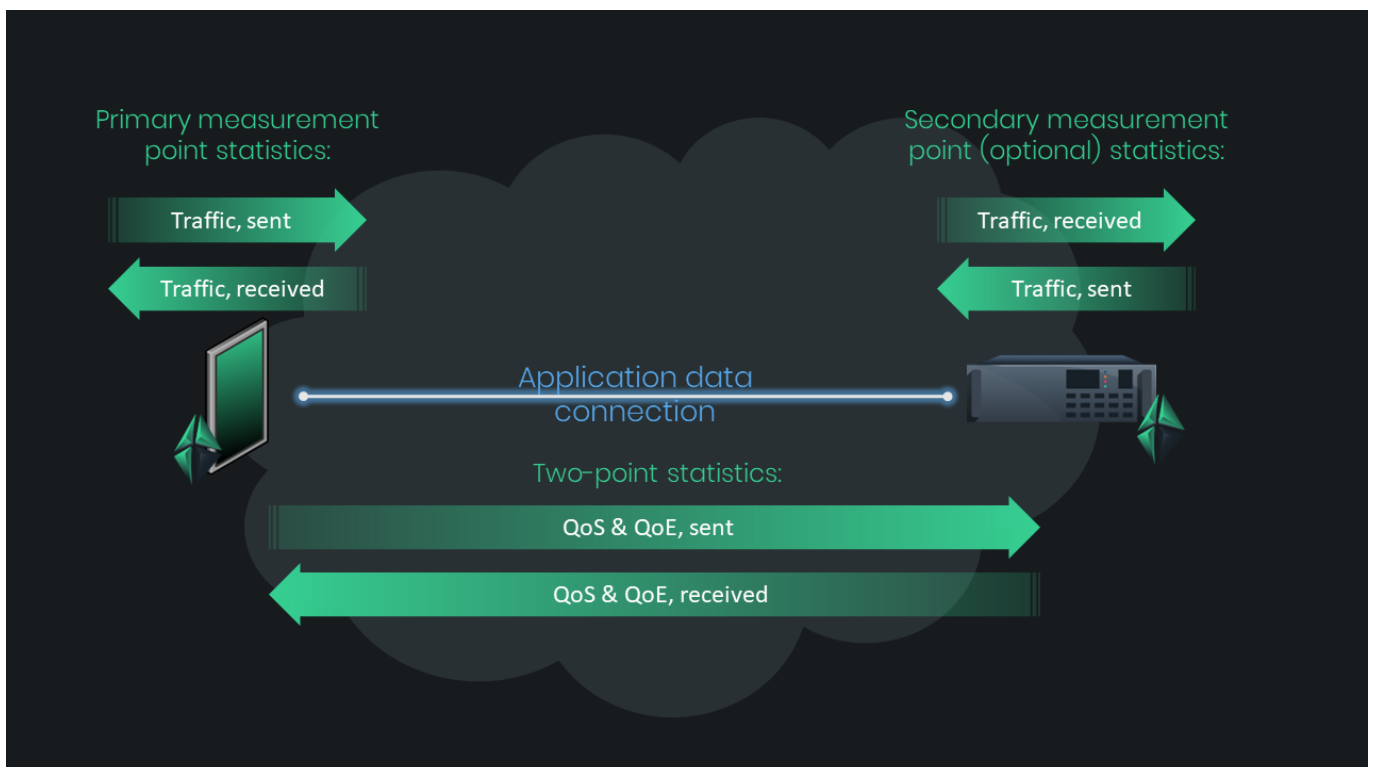 Primary measurement
point statistics:
Traffic, sent
Traffic, received
Secondary measurement
point (optional) statistics:
Traffic, received
Traffic, sent
Application data
connection
Two-point statistics:
QoS & QoE, sent
QoS & QoE, received